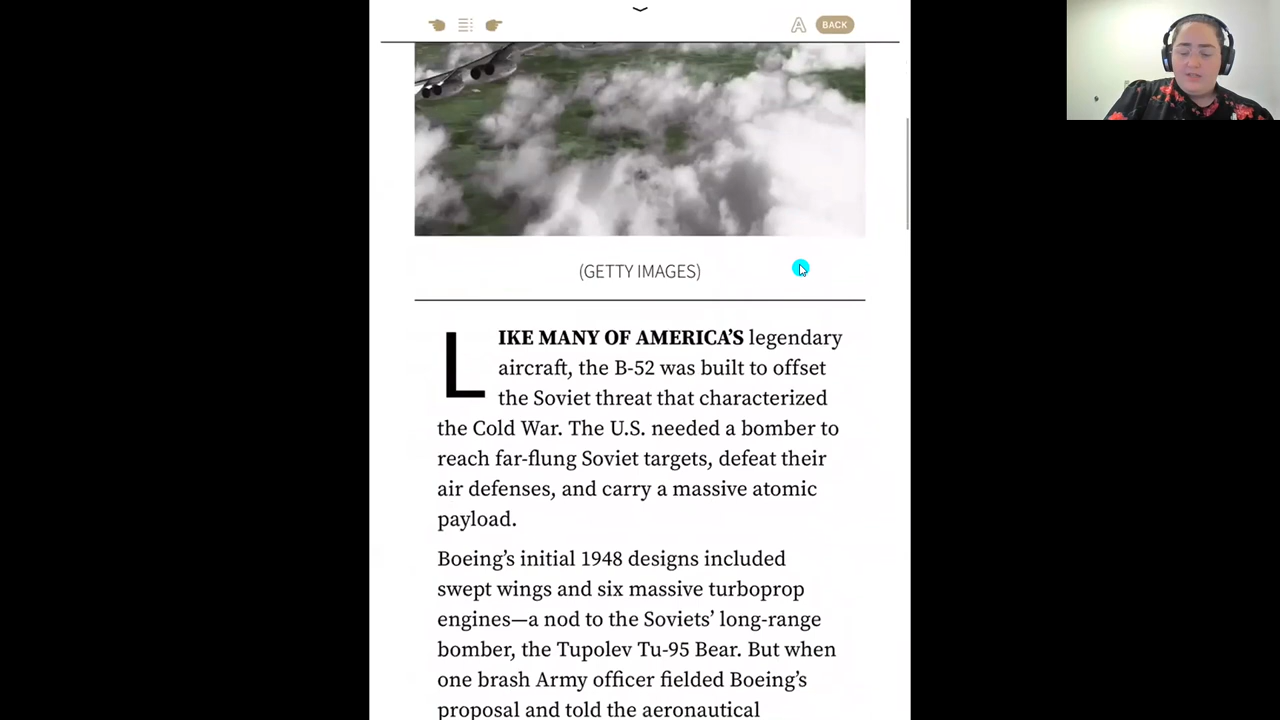 A BACK
(GETTY IMAGES)
LIKE MANY OF AMERICA’S legendary
aircraft, the B-52 was built to offset
the Soviet threat that characterized
the Cold War. The U.S. needed a bomber to
reach far-flung Soviet targets, defeat their
air defenses, and carry a massive atomic
payload.
Boeing’s initial 1948 designs included
swept wings and six massive turboprop
engines—a nod to the Soviets’ long-range
bomber, the Tupolev Tu-95 Bear. But when
one brash Army officer fielded Boeing’s
proposal and told the aeronautical